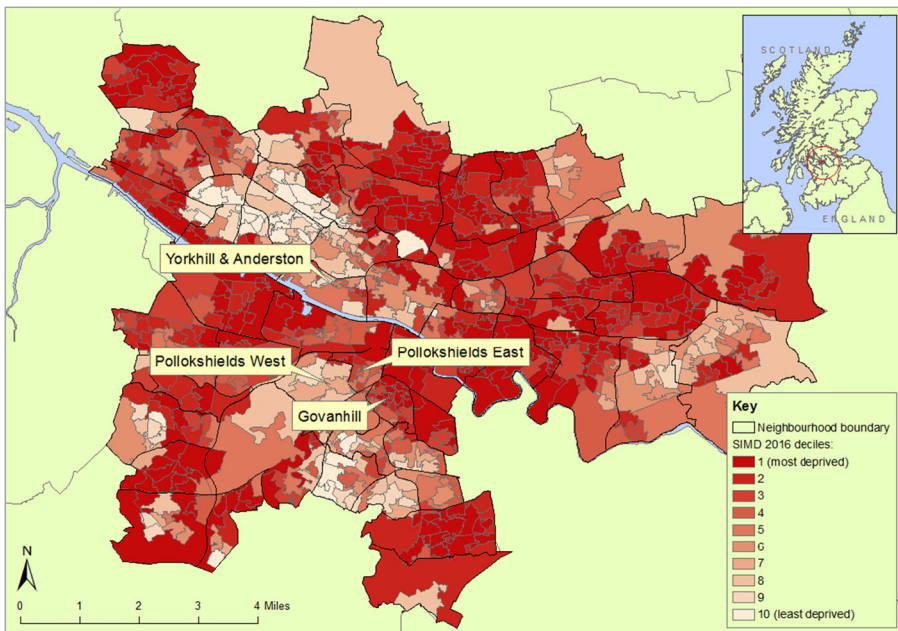 SCOTLAND
ENGLAND
Yorkhill & Anderston
Pollokshields West
Pollokshields East
Govanhill
Key
Neighbourhood boundary
SIMD 2016 deciles:
1 (most deprived)
2
3
4
5
6
7
8
9
10 (least deprived)
N
0 1 2 3 4 Miles